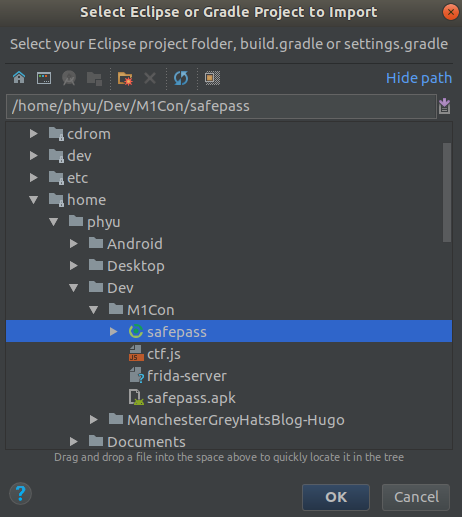 Select Eclipse or Gradle Project to Import
Select your Eclipse project folder, build.gradle or settings.gradle
Hide path
/home/phyu/Dev/M1Con/safepass
cdrom
dev
etc
home
phyu
Android
Desktop
Dev
M1Con
safepass
ctf.js
frida-server
safepass.apk
ManchesterGreyHatsBlog-Hugo
Documents
Drag and drop a file into the space above to quickly locate it in the tree
?
OK
Cancel